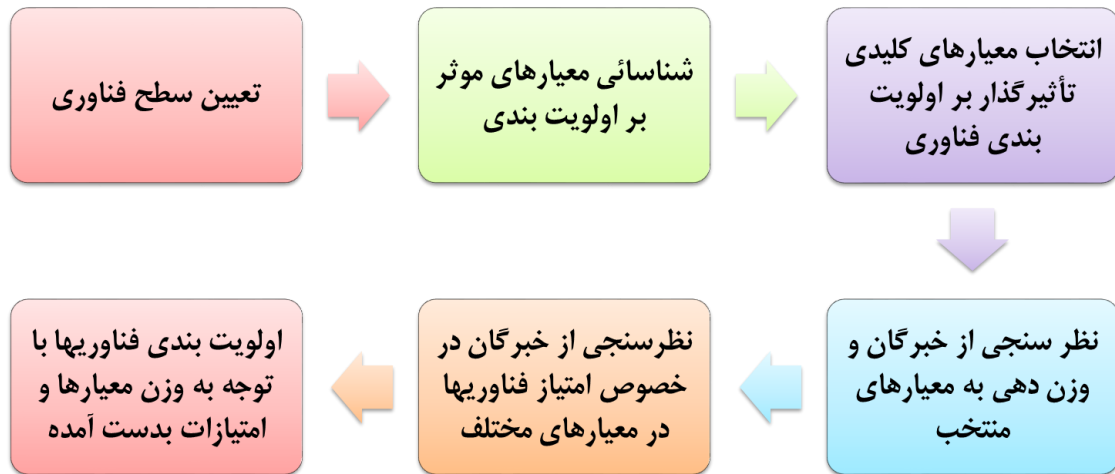 تعیین سطح فناوری
شناسائی معیارهای موثر
بر اولویت بندی
انتخاب معیارهای کلیدی
تأثیرگذار بر اولویت
بندی فناوری
نظر سنجی از خبرگان و
وزن دهی به معیارهای
منتخب
نظرسنجی از خبرگان در
خصوص امتیاز فناوریها
در معیارهای مختلف
اولویت بندی فناوریها با
توجه به وزن معیارها و
امتیازات بدست آمده